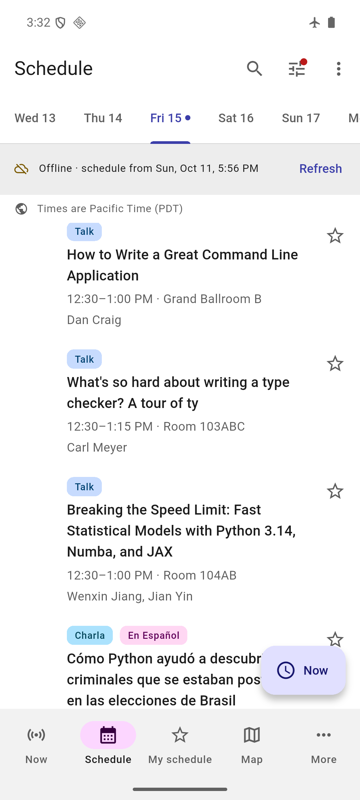 3:32
Schedule
Wed 13 Thu 14 Fri 15 Sat 16 Sun 17 M
Offline · schedule from Sun, Oct 11, 5:56 PM Refresh
Times are Pacific Time (PDT)
Talk
How to Write a Great Command Line
Application
12:30–1:00 PM · Grand Ballroom B
Dan Craig
Talk
What's so hard about writing a type
checker? A tour of ty
12:30–1:15 PM · Room 103ABC
Carl Meyer
Talk
Breaking the Speed Limit: Fast
Statistical Models with Python 3.14,
Numba, and JAX
12:30–1:00 PM · Room 104AB
Wenxin Jiang, Jian Yin
Charla En Español
Cómo Python ayudó a descubr
criminales que se estaban pos
en las elecciones de Brasil
Now
Now Schedule My schedule Map More